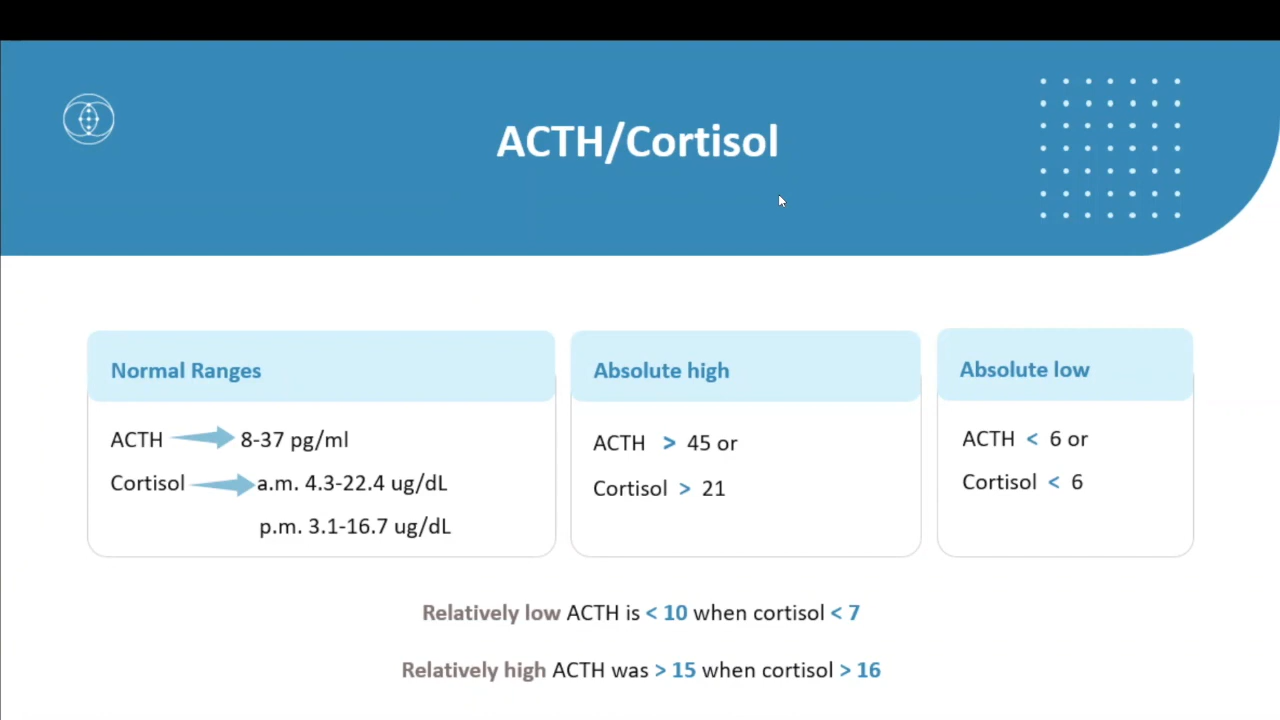 ACTH/Cortisol
Normal Ranges
ACTH 8-37 pg/ml
Cortisol a.m. 4.3-22.4 ug/dL
p.m. 3.1-16.7 ug/dL
Absolute high
ACTH > 45 or
Cortisol > 21
Absolute low
ACTH < 6 or
Cortisol < 6
Relatively low ACTH is < 10 when cortisol < 7
Relatively high ACTH was > 15 when cortisol > 16